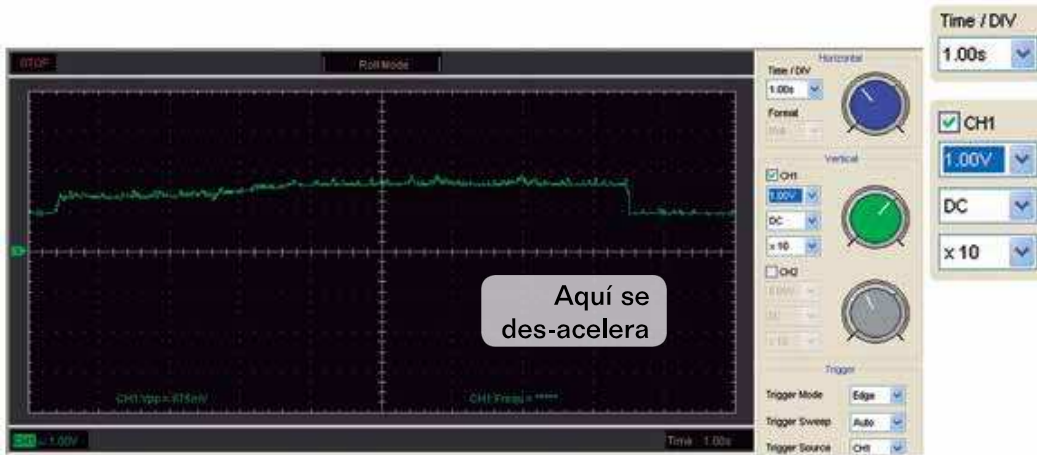 Time / DIV
1.00s
CH1
1.00V
DC
x 10
STOP
Roll Mode
Horizontal
Time / DIV
1.00s
Format
Vertical
CH1
1.00V
DC
x 10
CH2
x 10
Trigger
Trigger Mode Edge
Trigger Sweep Auto
Trigger Source CH1
Aquí se
des-acelera
CH1 Vpp= CH1 Frequ= *****
CH1 1.00V Time 1.00s